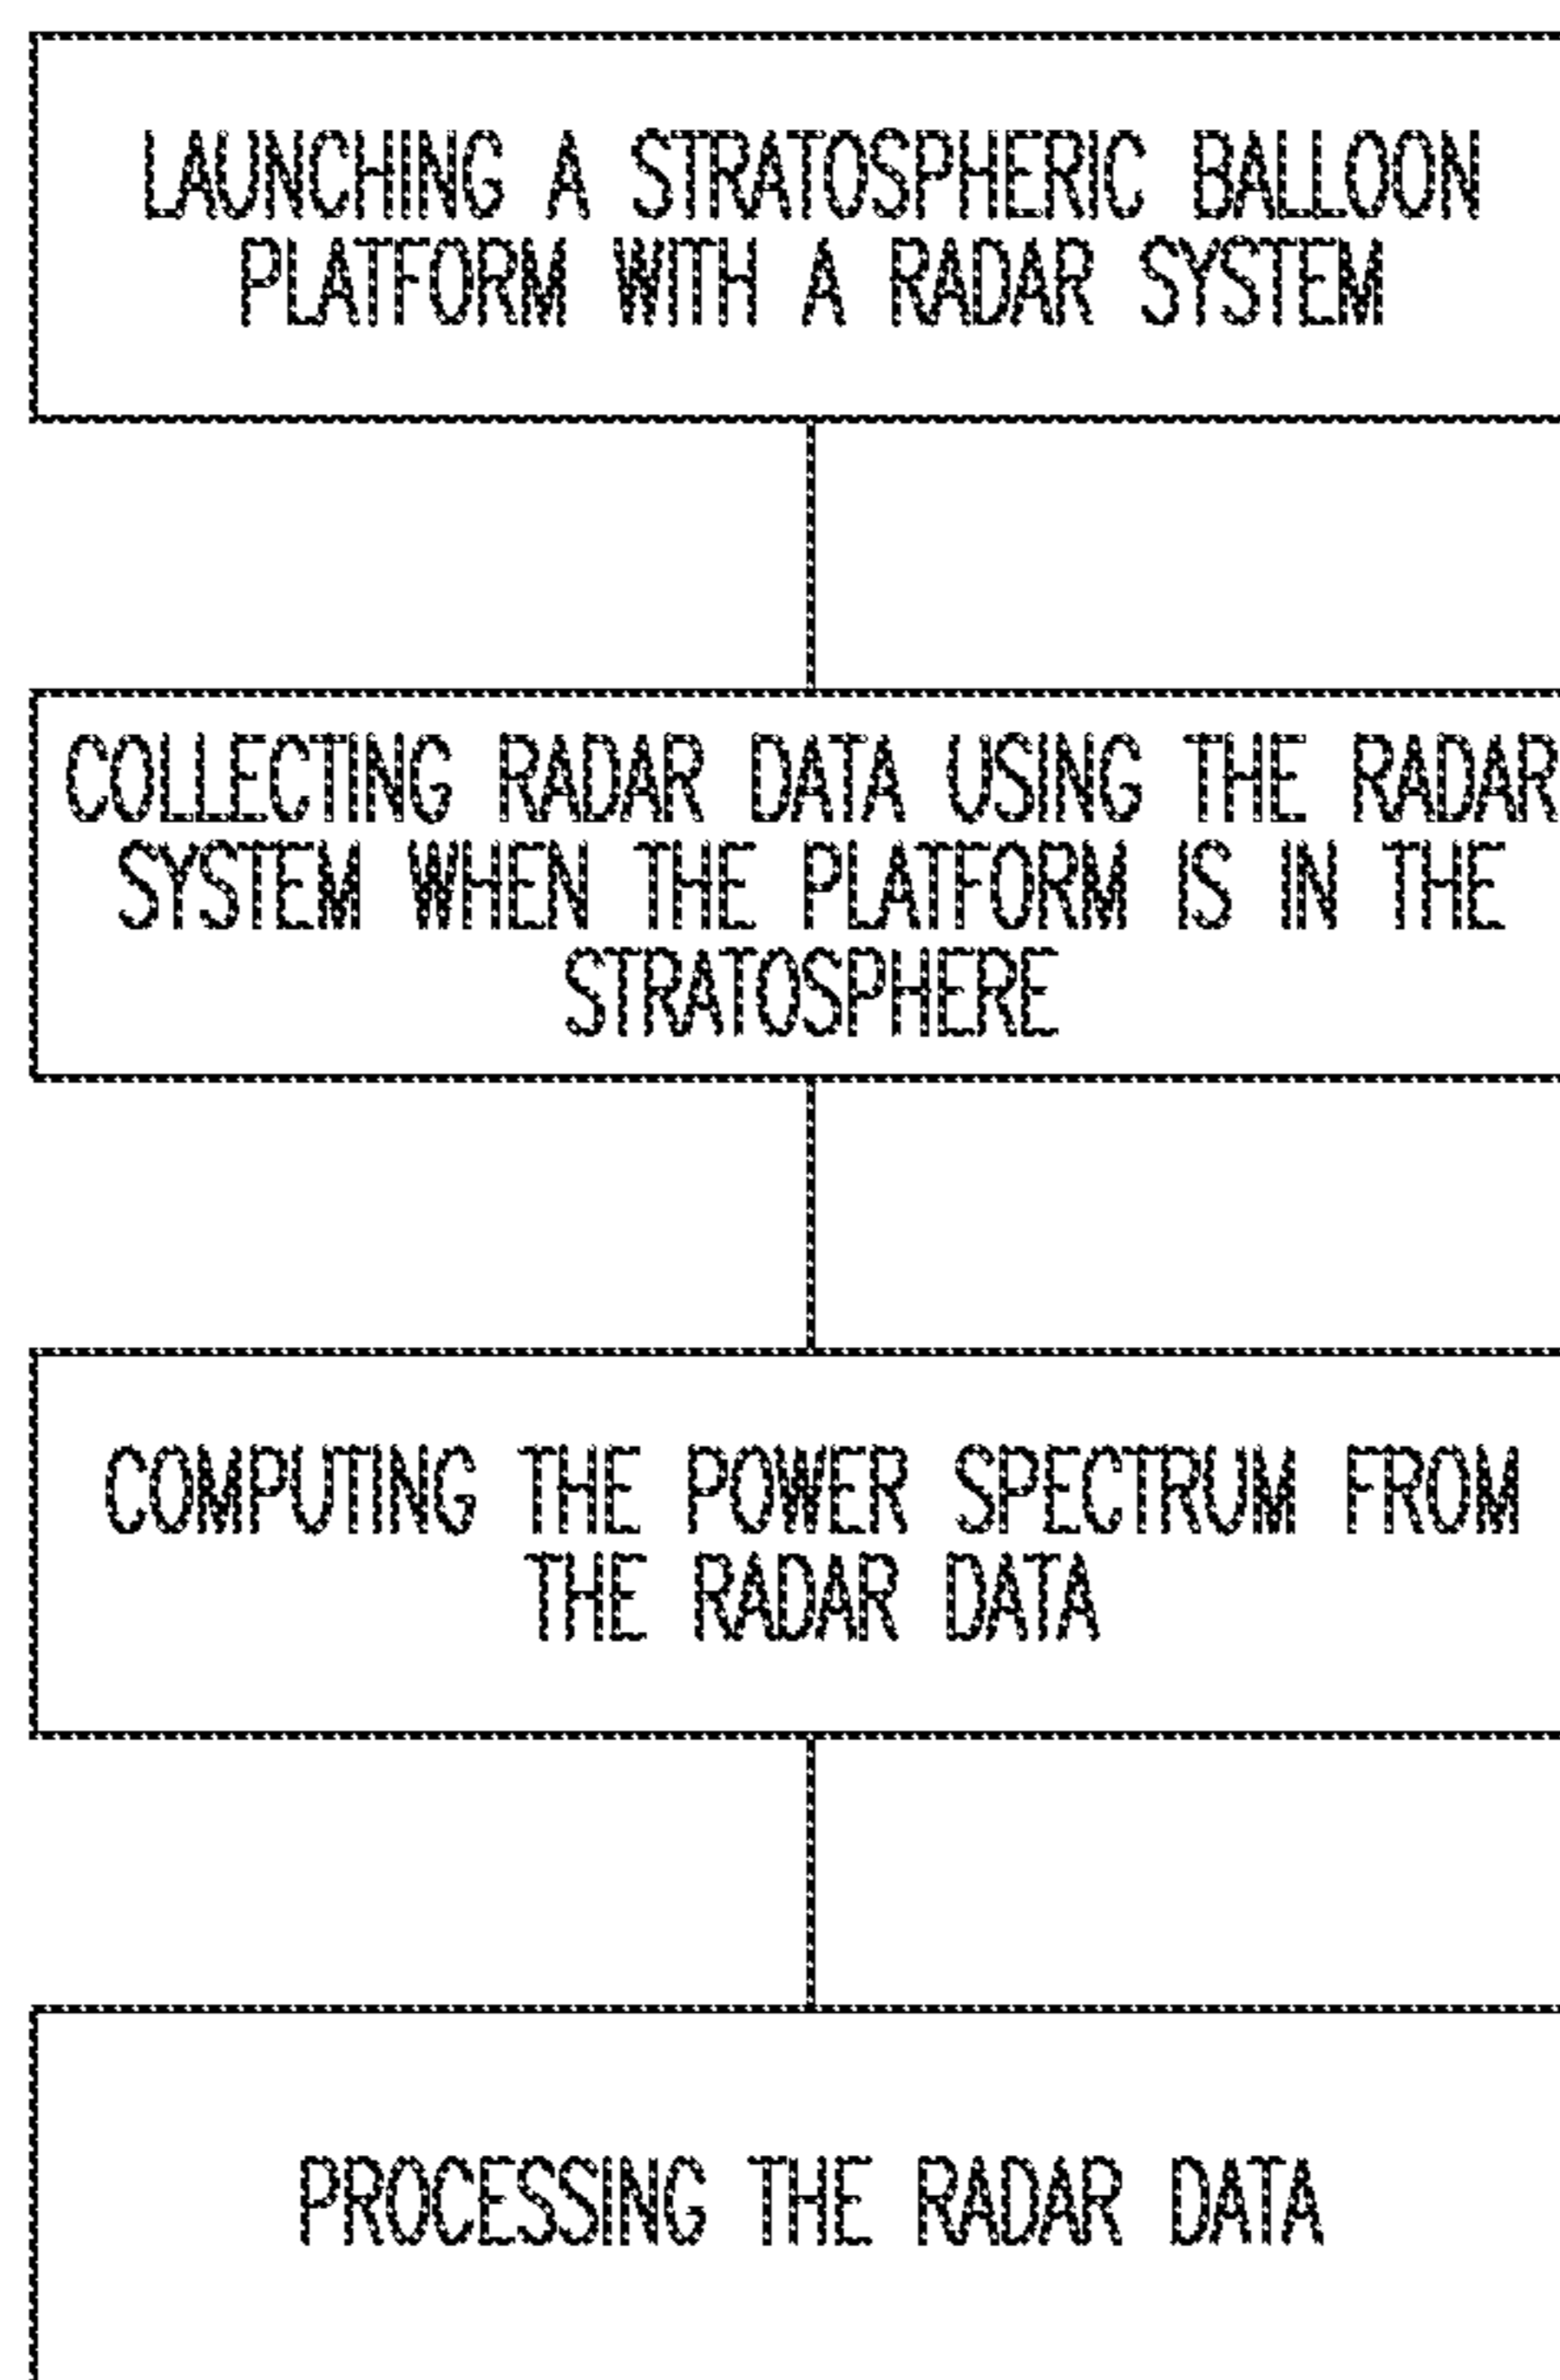 LAUNCHING A STRATOSPHERIC BALLOON
PLATFORM WITH A RADAR SYSTEM
COLLECTING RADAR DATA USING THE RADAR
SYSTEM WHEN THE PLATFORM IS IN THE
STRATOSPHERE
COMPUTING THE POWER SPECTRUM FROM
THE RADAR DATA
PROCESSING THE RADAR DATA